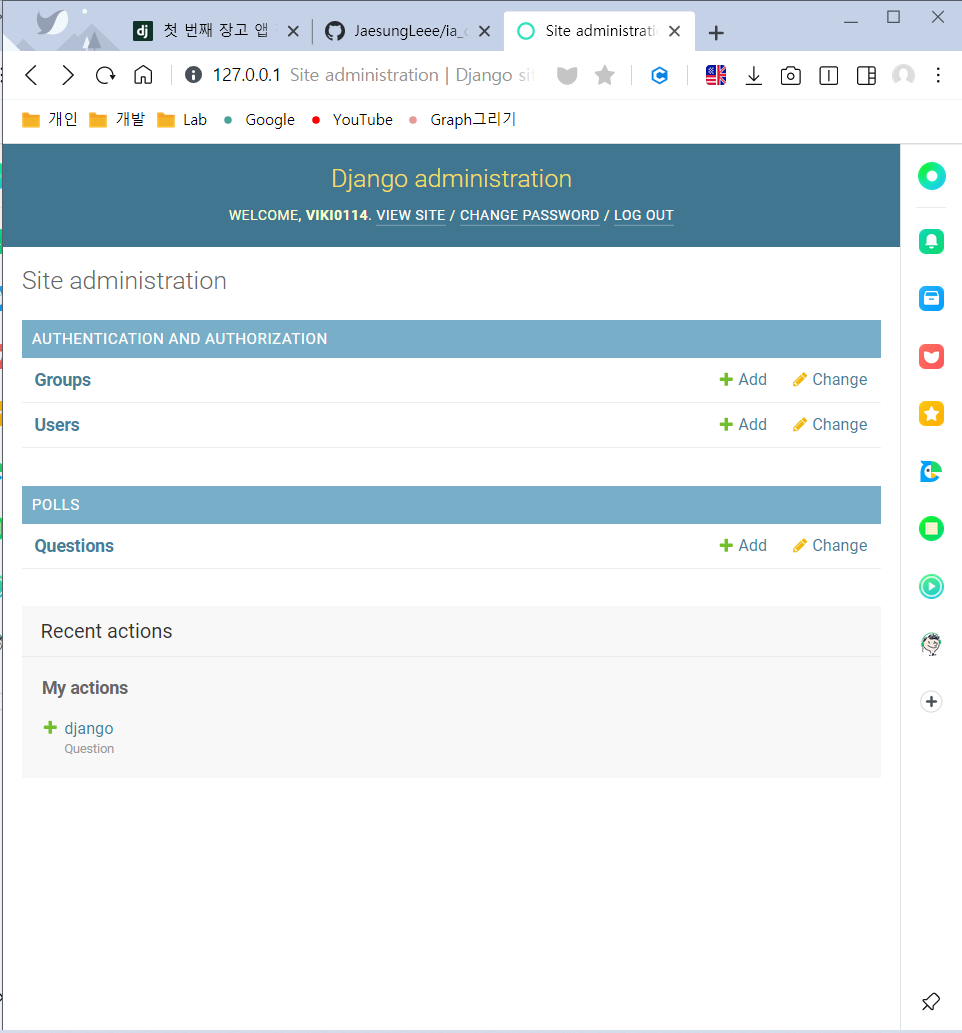 첫 번째 장고 앱
JaesungLeee/ia_
Site administrati
127.0.0.1 Site administration | Django si
개인 개발 Lab Google YouTube Graph그리기
Django administration
WELCOME, VIKI0114. VIEW SITE / CHANGE PASSWORD / LOG OUT
Site administration
AUTHENTICATION AND AUTHORIZATION
Groups Add Change
Users Add Change
POLLS
Questions Add Change
Recent actions
My actions
django
Question